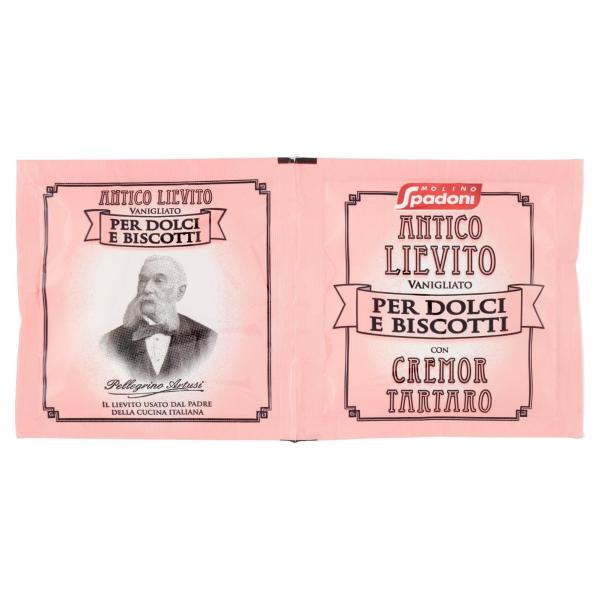 ANTICO LIEVITO
VANIGLIATO
PER DOLCI
E BISCOTTI
Pellegrino Artusi
IL LIEVITO USATO DAL PADRE
DELLA CUCINA ITALIANA
MOLINO
Spadoni
ANTICO
LIEVITO
VANIGLIATO
PER DOLCI
E BISCOTTI
CON
CREMOR
TARTARO